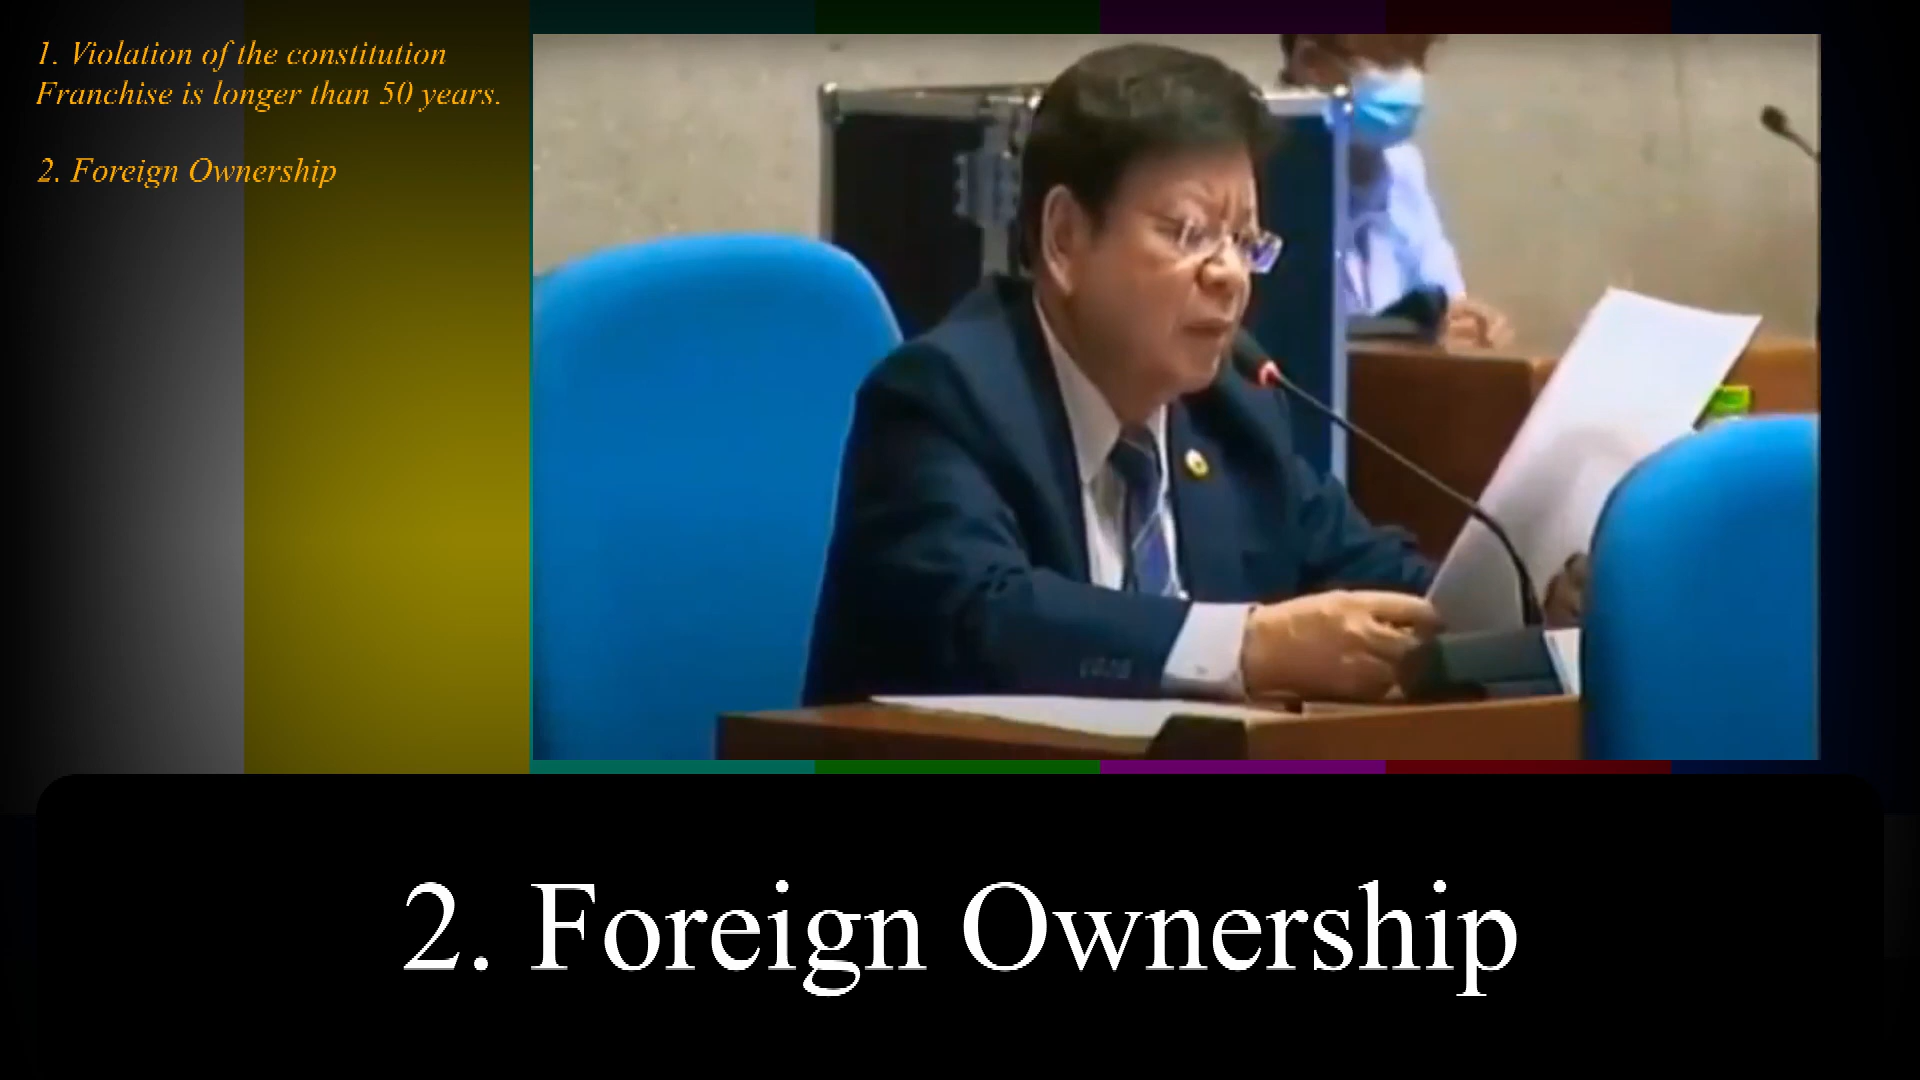 1. Violation of the constitution
Franchise is longer than 50 years.
2. Foreign Ownership
2. Foreign Ownership